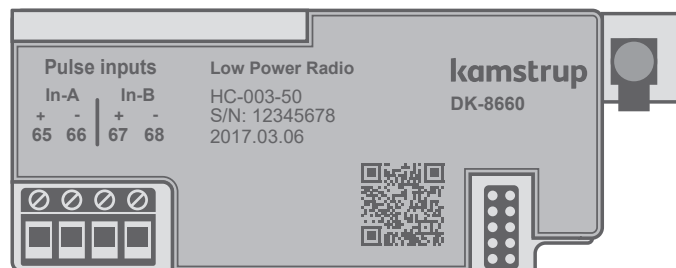 Pulse inputs
In-A In-B
+ - + -
65 66 67 68
Low Power Radio
HC-003-50
S/N: 12345678
2017.03.06
kamstrup
DK-8660